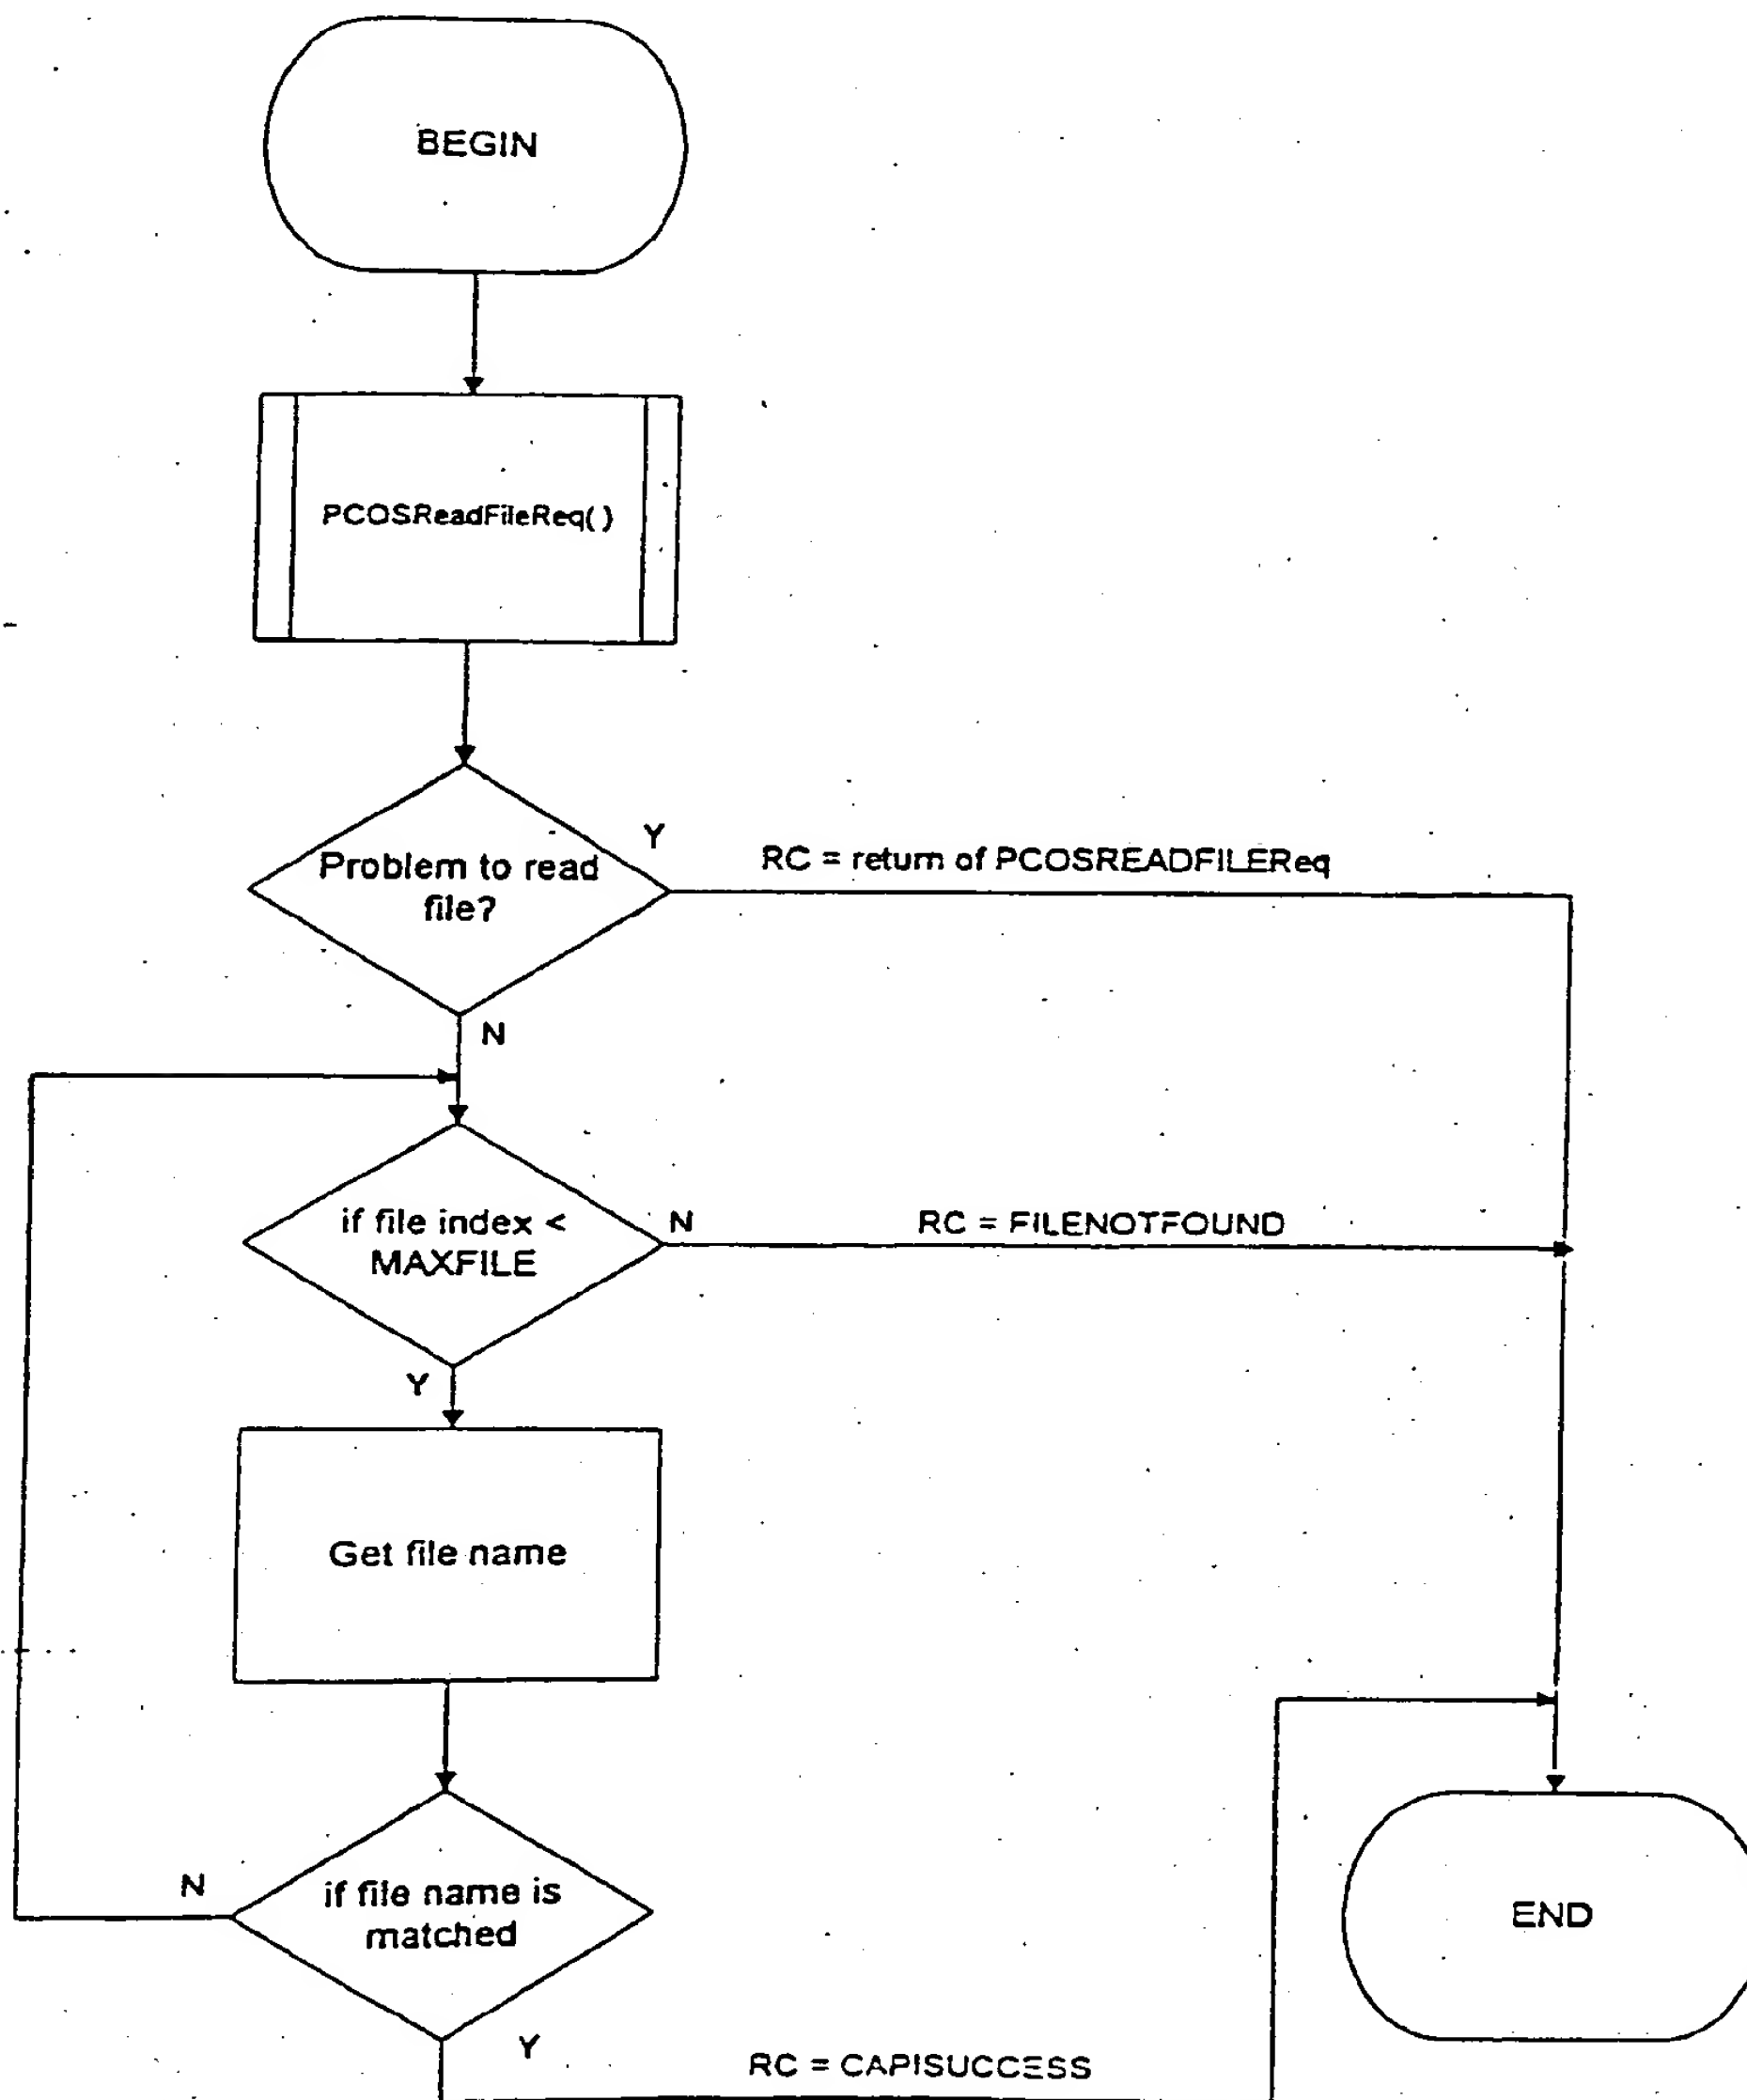 BEGIN
PCOSReadFileReq()
Problem to read
file?
Y
RC = return of PCOSREADFILEReq
N
if file index <
MAXFILE
N
RC = FILENOTFOUND
Y
Get file name
N
if file name is
matched
END
Y
RC = CAPISUCCESS